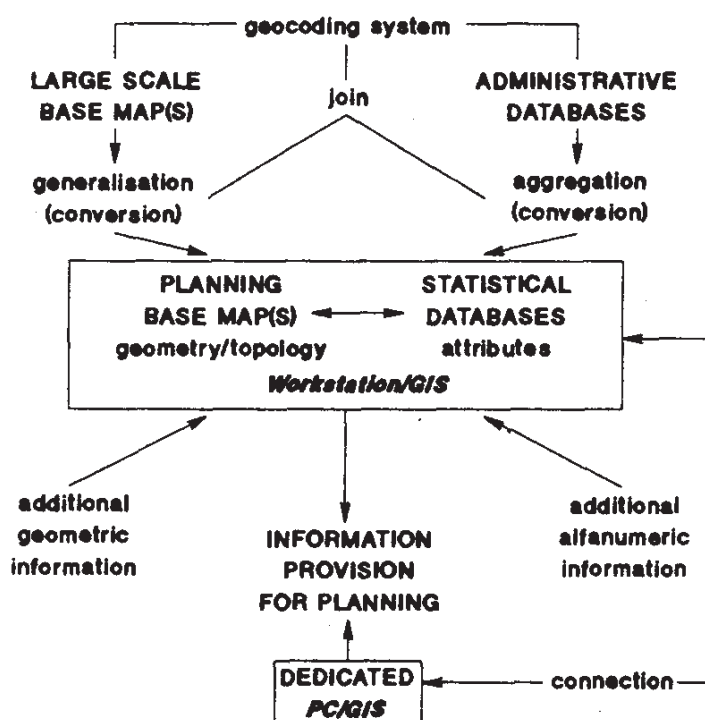 geocoding system
LARGE SCALE
BASE MAP(S)
join
ADMINISTRATIVE
DATABASES
generalisation
(conversion)
aggregation
(conversion)
PLANNING
BASE MAP(S)
geometry/topology
STATISTICAL
DATABASES
attributes
Workstation/GIS
additional
geometric
information
INFORMATION
PROVISION
FOR PLANNING
additional
alfanumeric
information
DEDICATED
PC/GIS
connection